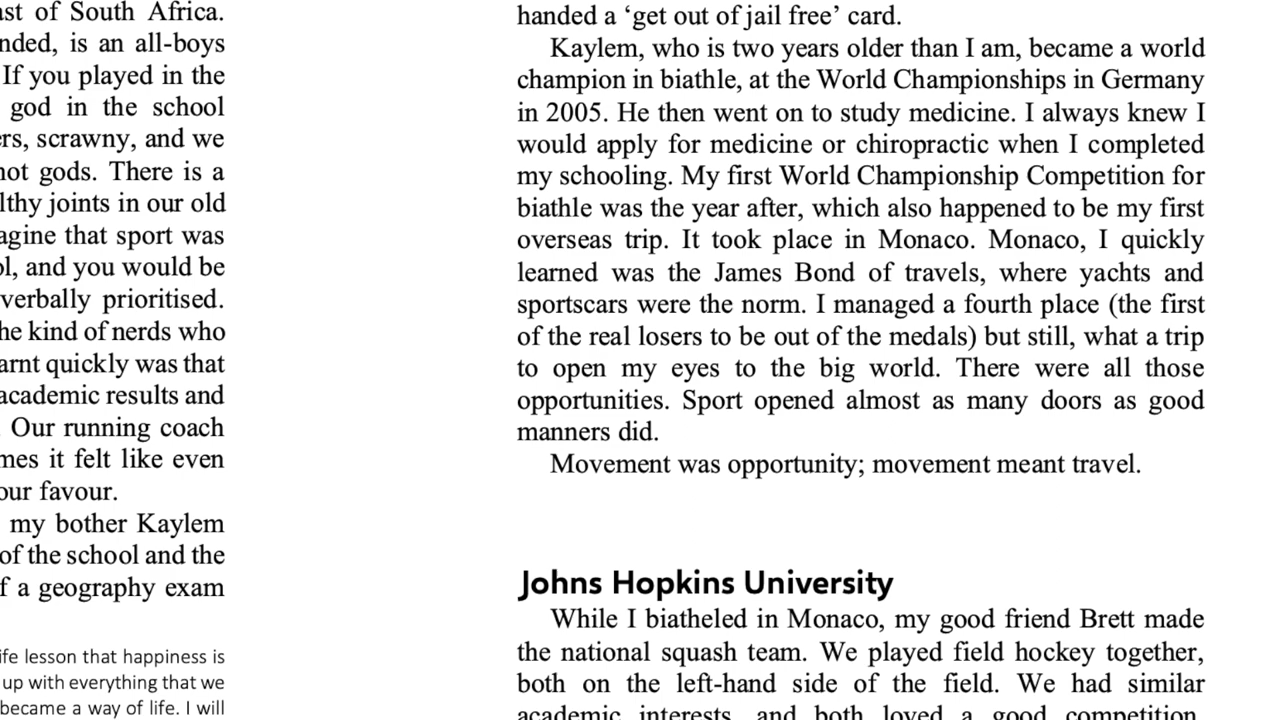 ast of South Africa.
nded, is an all-boys
If you played in the
god in the school
ers, scrawny, and we
not gods. There is a
lthy joints in our old
agine that sport was
ol, and you would be
verbally prioritised.
he kind of nerds who
arnt quickly was that
academic results and
. Our running coach
mes it felt like even
our favour.
my bother Kaylem
of the school and the
f a geography exam
ife lesson that happiness is
up with everything that we
became a way of life. I will
handed a ‘get out of jail free’ card.
Kaylem, who is two years older than I am, became a world
champion in biathle, at the World Championships in Germany
in 2005. He then went on to study medicine. I always knew I
would apply for medicine or chiropractic when I completed
my schooling. My first World Championship Competition for
biathle was the year after, which also happened to be my first
overseas trip. It took place in Monaco. Monaco, I quickly
learned was the James Bond of travels, where yachts and
sportscars were the norm. I managed a fourth place (the first
of the real losers to be out of the medals) but still, what a trip
to open my eyes to the big world. There were all those
opportunities. Sport opened almost as many doors as good
manners did.
Movement was opportunity; movement meant travel.
Johns Hopkins University
While I biatheled in Monaco, my good friend Brett made
the national squash team. We played field hockey together,
both on the left-hand side of the field. We had similar
academic interests, and both loved a good competition.